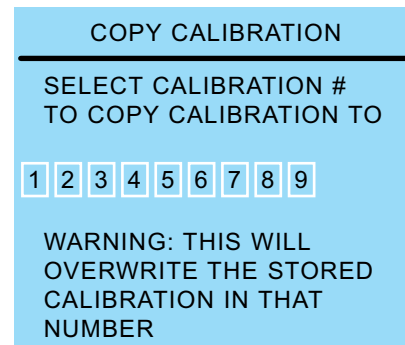 COPY CALIBRATION
SELECT CALIBRATION #
TO COPY CALIBRATION TO
1 2 3 4 5 6 7 8 9
WARNING: THIS WILL
OVERWRITE THE STORED
CALIBRATION IN THAT
NUMBER